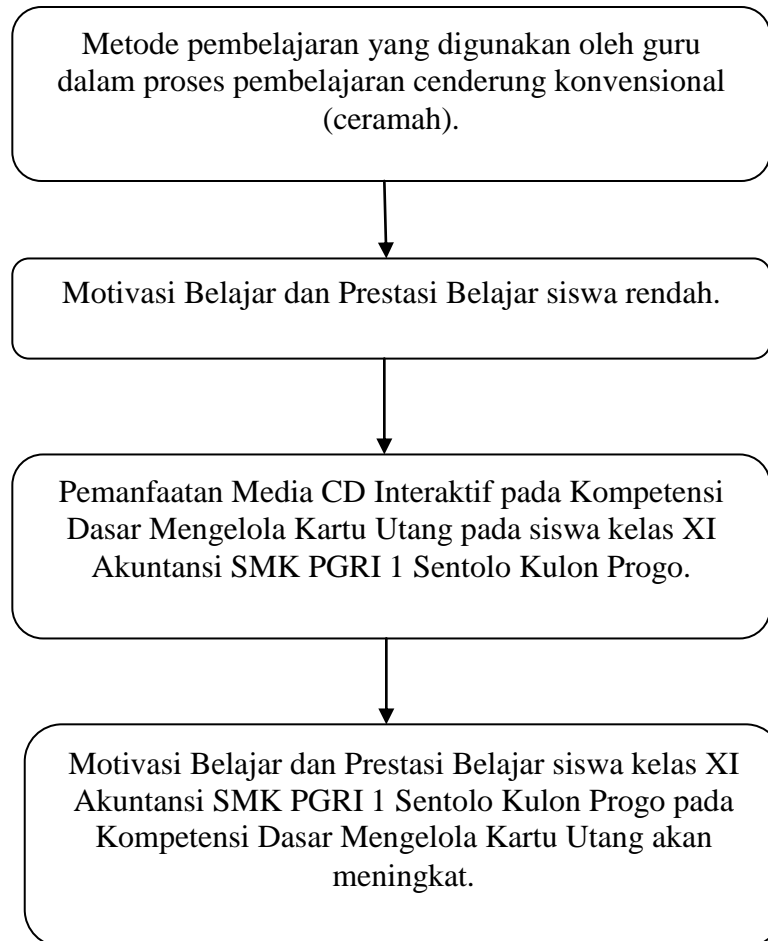 Metode pembelajaran yang digunakan oleh guru
dalam proses pembelajaran cenderung konvensional
(ceramah).
Motivasi Belajar dan Prestasi Belajar siswa rendah.
Pemanfaatan Media CD Interaktif pada Kompetensi
Dasar Mengelola Kartu Utang pada siswa kelas XI
Akuntansi SMK PGRI 1 Sentolo Kulon Progo.
Motivasi Belajar dan Prestasi Belajar siswa kelas XI
Akuntansi SMK PGRI 1 Sentolo Kulon Progo pada
Kompetensi Dasar Mengelola Kartu Utang akan
meningkat.